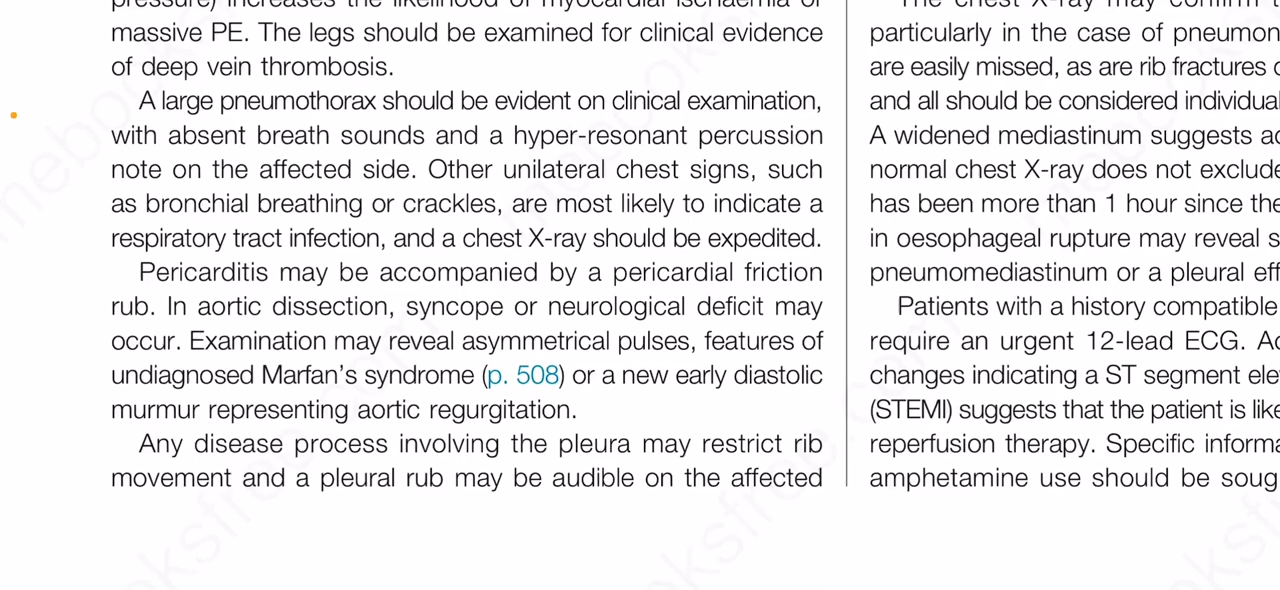 massive PE. The legs should be examined for clinical evidence
of deep vein thrombosis.
A large pneumothorax should be evident on clinical examination,
with absent breath sounds and a hyper-resonant percussion
note on the affected side. Other unilateral chest signs, such
as bronchial breathing or crackles, are most likely to indicate a
respiratory tract infection, and a chest X-ray should be expedited.
Pericarditis may be accompanied by a pericardial friction
rub. In aortic dissection, syncope or neurological deficit may
occur. Examination may reveal asymmetrical pulses, features of
undiagnosed Marfan's syndrome (p. 508) or a new early diastolic
murmur representing aortic regurgitation.
Any disease process involving the pleura may restrict rib
movement and a pleural rub may be audible on the affected
particularly in the case of
are easily missed, as are rib fractures
and all should be considered
A widened mediastinum suggests
normal chest X-ray does not
has been more than 1 hour since the
in oesophageal rupture may reveal
pneumomediastinum or a pleural
Patients with a history compatible
require an urgent 12-lead ECG.
changes indicating a ST segment
(STEMI) suggests that the patient is
reperfusion therapy. Specific
amphetamine use should be